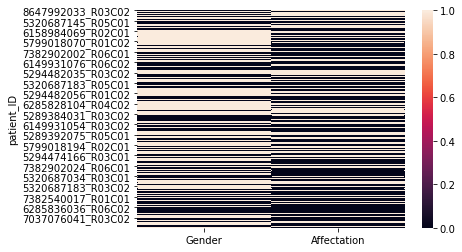 8647992033_R03C02
5320687145_R05C01
6158984069_R02C01
5799018070_R01C02
7382902002_R06C01
6149931076_R06C02
5294482035_R03C02
5320687183_R05C01
5294482056_R01C02
6285828104_R04C02
5289384031_R03C02
6149931054_R03C02
5289392075_R05C01
5799018194_R02C01
5294474166_R03C01
7382902024_R06C01
5320687034_R03C01
5320687183_R03C02
7382540017_R01C01
6285836036_R06C02
7037076041_R03C02
patient_ID
Gender
Affectation
1.0
0.8
0.6
0.4
0.2
0.0